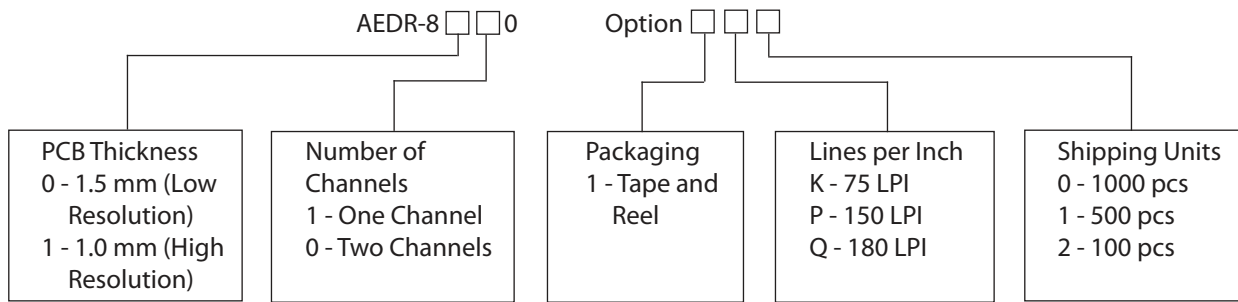 AEDR-8 0 Option
PCB Thickness
0 - 1.5 mm (Low
Resolution)
1 - 1.0 mm (High
Resolution)
Number of
Channels
1 - One Channel
0 - Two Channels
Packaging
1 - Tape and
Reel
Lines per Inch
K - 75 LPI
P - 150 LPI
Q - 180 LPI
Shipping Units
0 - 1000 pcs
1 - 500 pcs
2 - 100 pcs